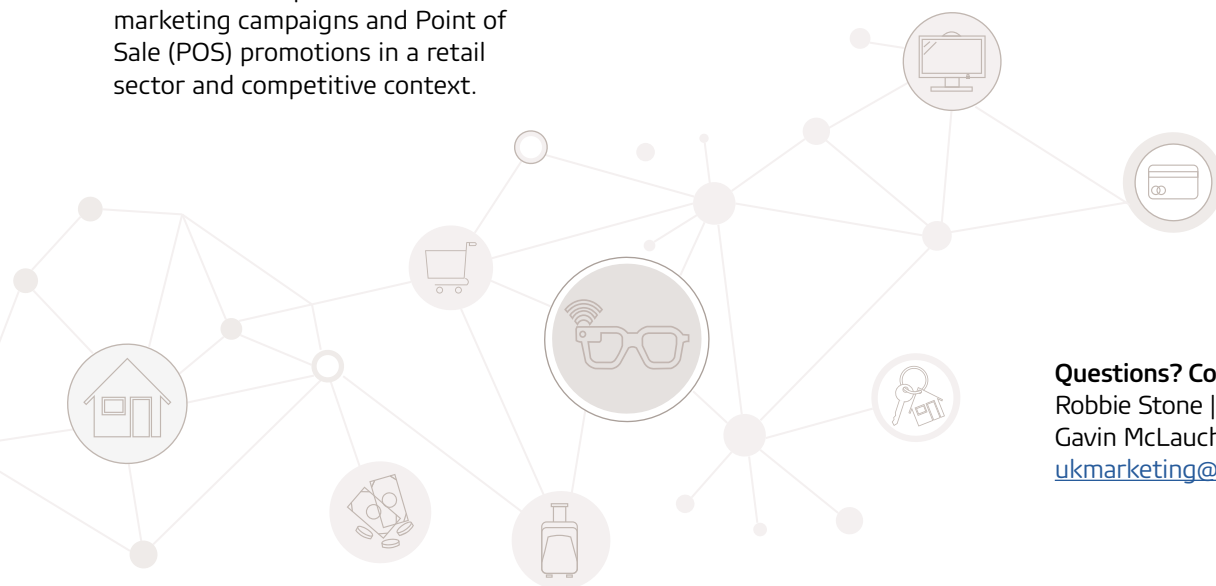 marketing campaigns and Point of
Sale (POS) promotions in a retail
sector and competitive context.
Questions? Co
Robbie Stone |
Gavin McLauch
ukmarketing@